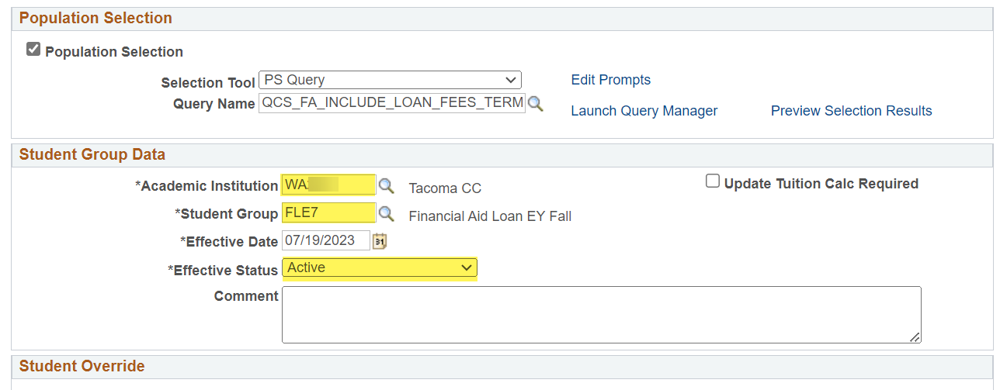 Population Selection
Population Selection
Selection Tool PS Query Edit Prompts
Query Name QCS_FA_INCLUDE_LOAN_FEES_TERM
Launch Query Manager Preview Selection Results
Student Group Data
*Academic Institution WA Tacoma CC Update Tuition Calc Required
*Student Group FLE7 Financial Aid Loan EY Fall
*Effective Date 07/19/2023 31
*Effective Status Active
Comment
Student Override